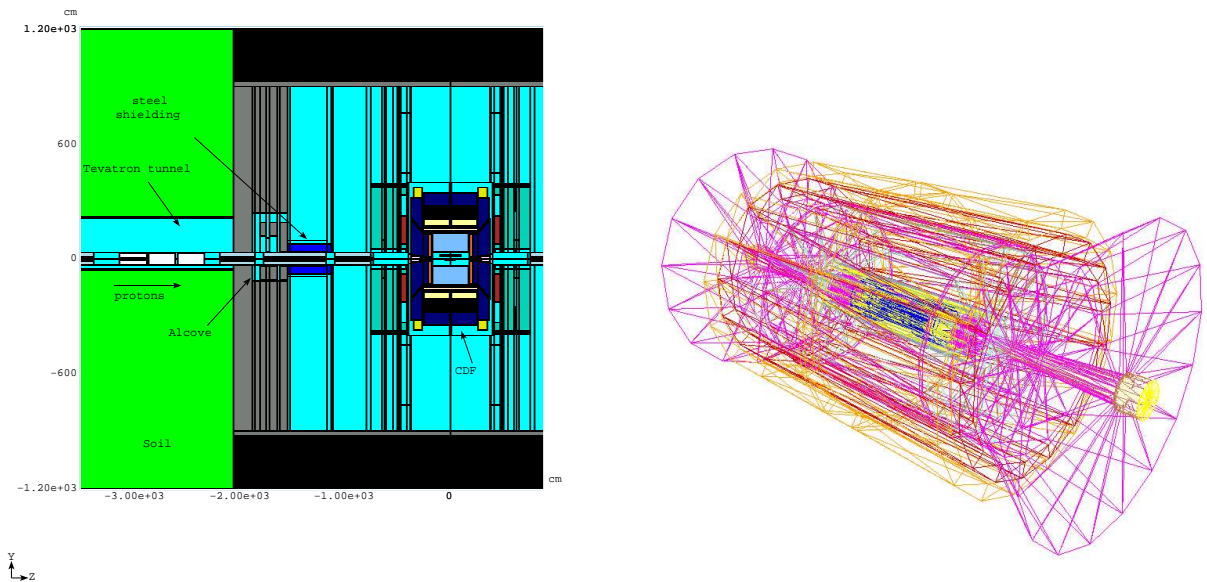 cm
1.20e+03
steel
shielding
600
Tevatron tunnel
0
protons
Alcove
CDF
-600
Soil
-1.20e+03
-3.00e+03 -2.00e+03 -1.00e+03 0
cm
Y
Z